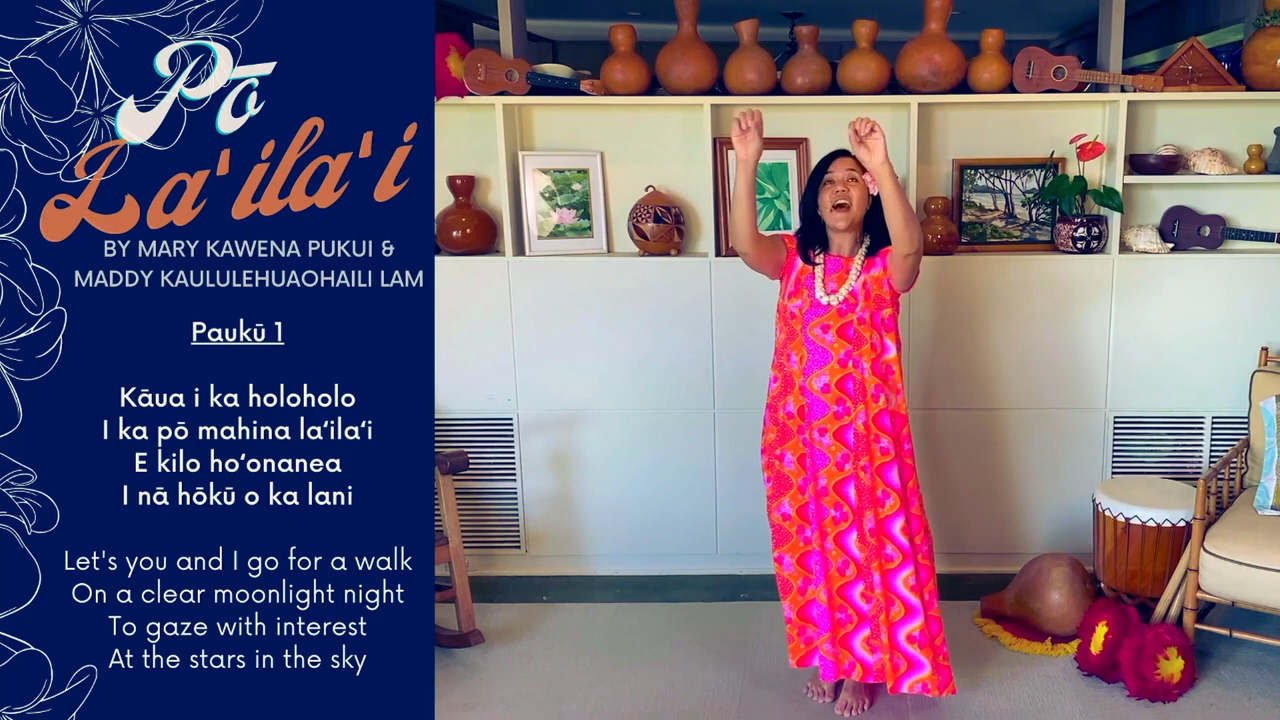 Pō
Laʻilaʻi
BY MARY KAWENA PUKUI &
MADDY KAULULEHUAOHAILI LAM
Paukū 1
Kāua i ka holoholo
I ka pō mahina laʻilaʻi
E kilo hoʻonanea
I nā hōkū o ka lani
Let's you and I go for a walk
On a clear moonlight night
To gaze with interest
At the stars in the sky